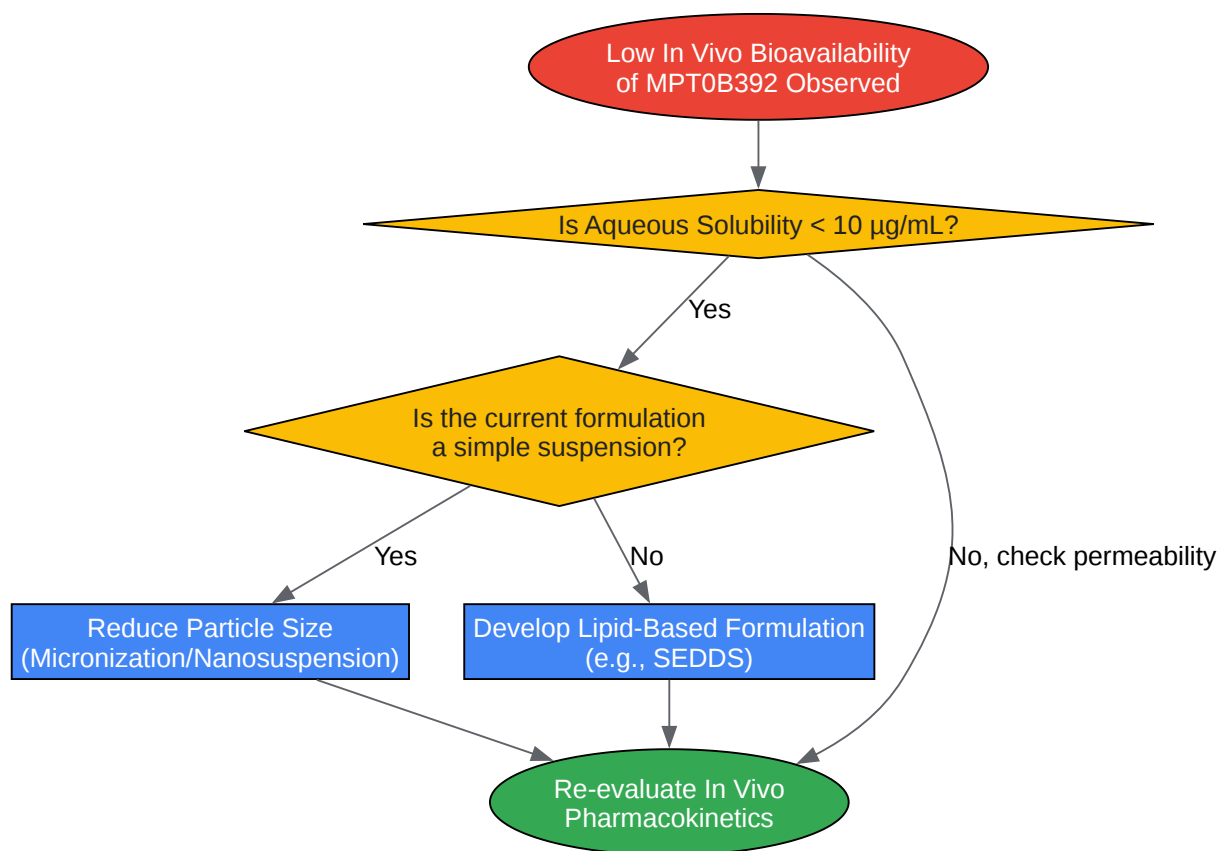 Low In Vivo Bioavailability
of MPT0B392 Observed
Is Aqueous Solubility < 10 µg/mL?
Yes
Is the current formulation
a simple suspension?
Yes
No
No, check permeability
Reduce Particle Size
(Micronization/Nanosuspension)
Develop Lipid-Based Formulation
(e.g., SEDDS)
Re-evaluate In Vivo
Pharmacokinetics